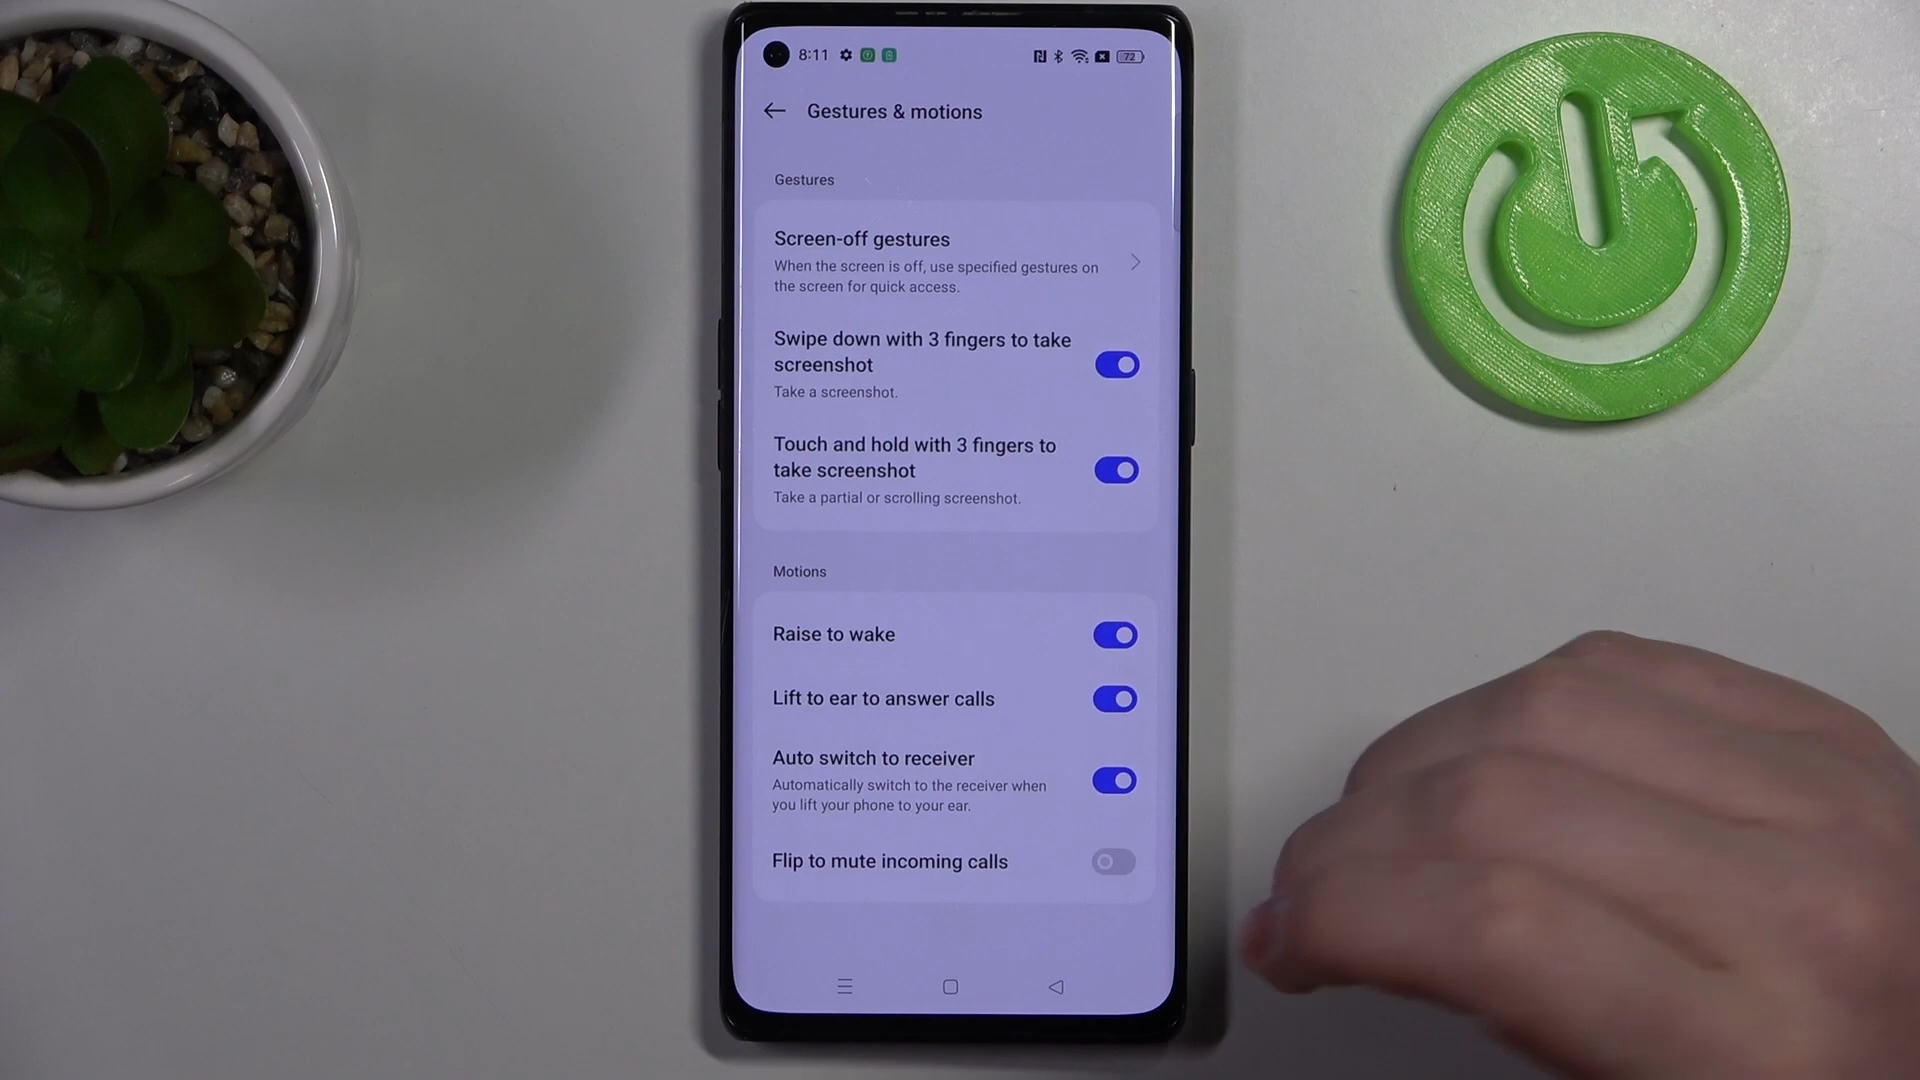 8:11
72
Gestures & motions
Gestures
Screen-off gestures
When the screen is off, use specified gestures on
the screen for quick access.
Swipe down with 3 fingers to take
screenshot
Take a screenshot.
Touch and hold with 3 fingers to
take screenshot
Take a partial or scrolling screenshot.
Motions
Raise to wake
Lift to ear to answer calls
Auto switch to receiver
Automatically switch to the receiver when
you lift your phone to your ear.
Flip to mute incoming calls